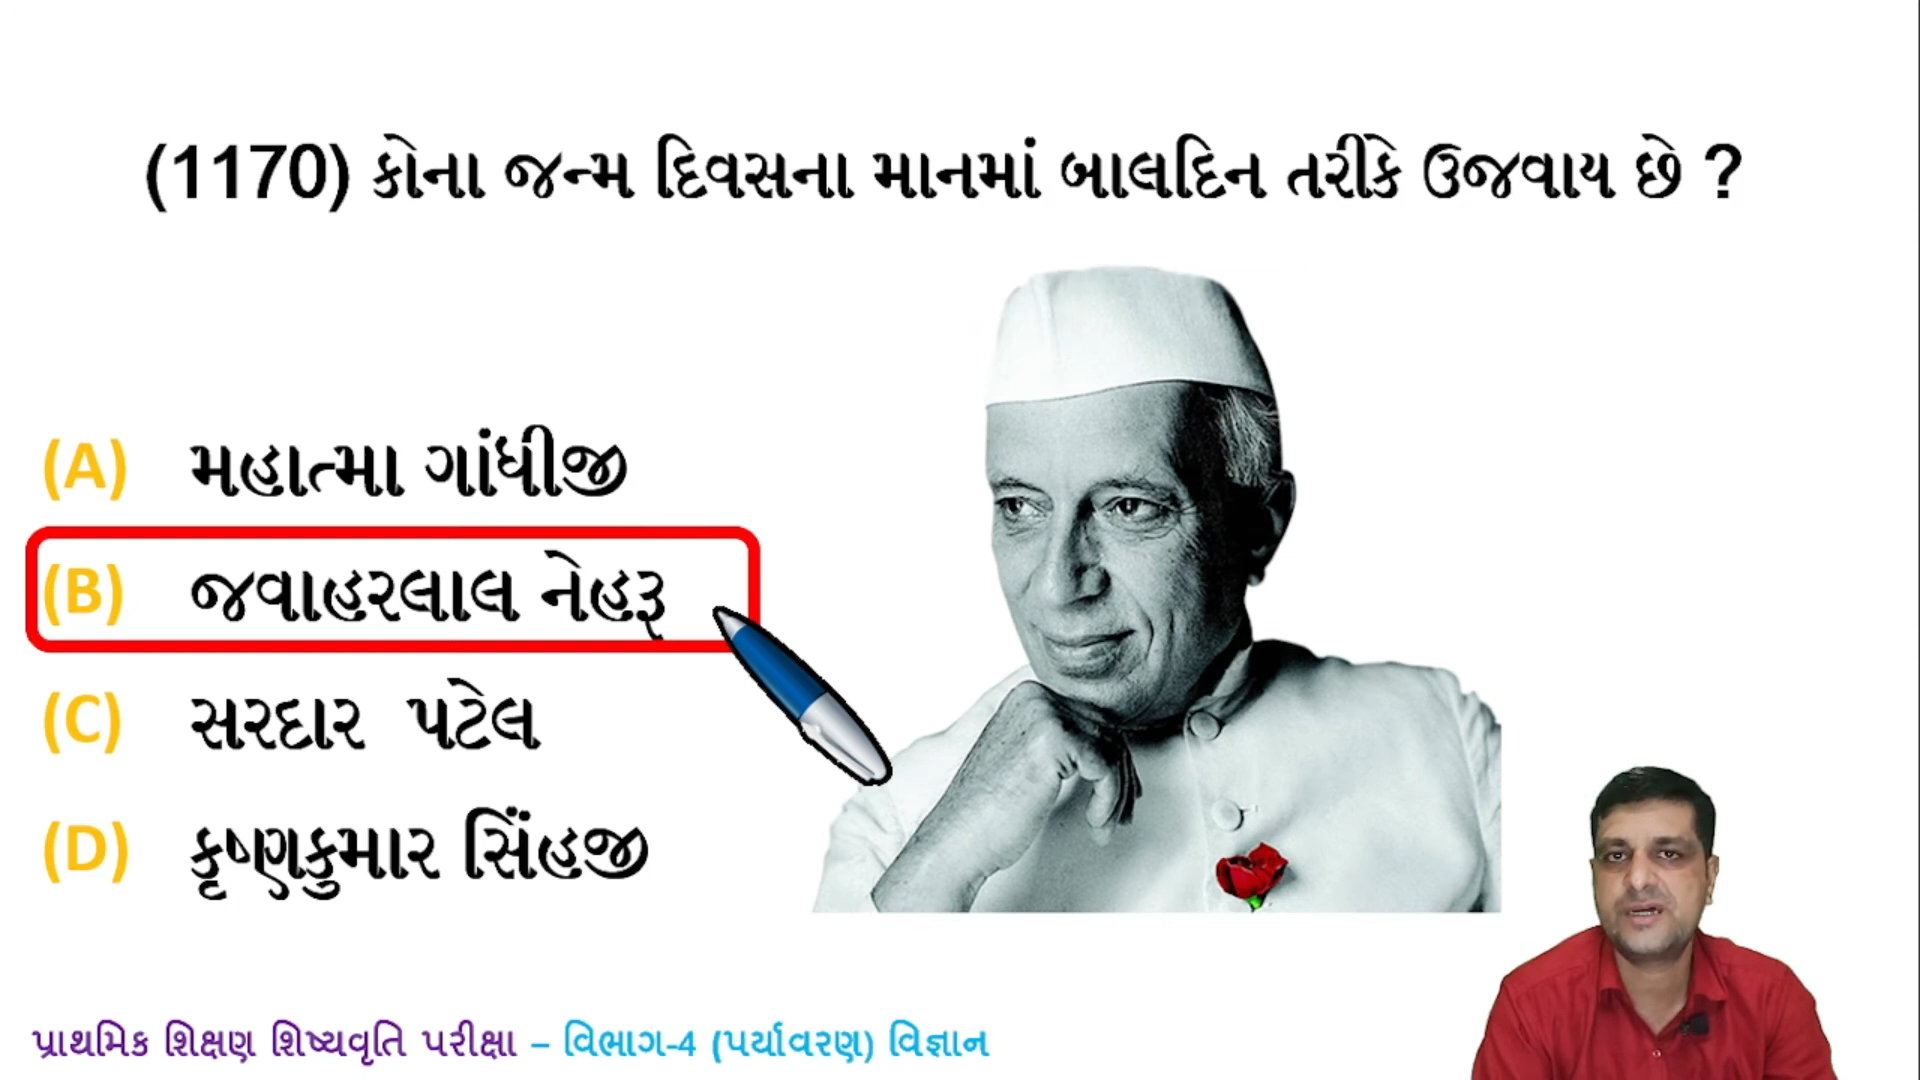 (1170) કોના જન્મ દિવસના માનમાં બાલદિન તરીકે ઉજવાય છે ?
(A) મહાત્મા ગાંધીજી
(B) જવાહરલાલ નેહરૂ
(C) સરદાર પટેલ
(D) કૃષ્ણકુમાર સિંહજી
પ્રાથમિક શિક્ષણ શિષ્યવૃતિ પરીક્ષા – વિભાગ-4 (પર્યાવરણ) વિજ્ઞાન